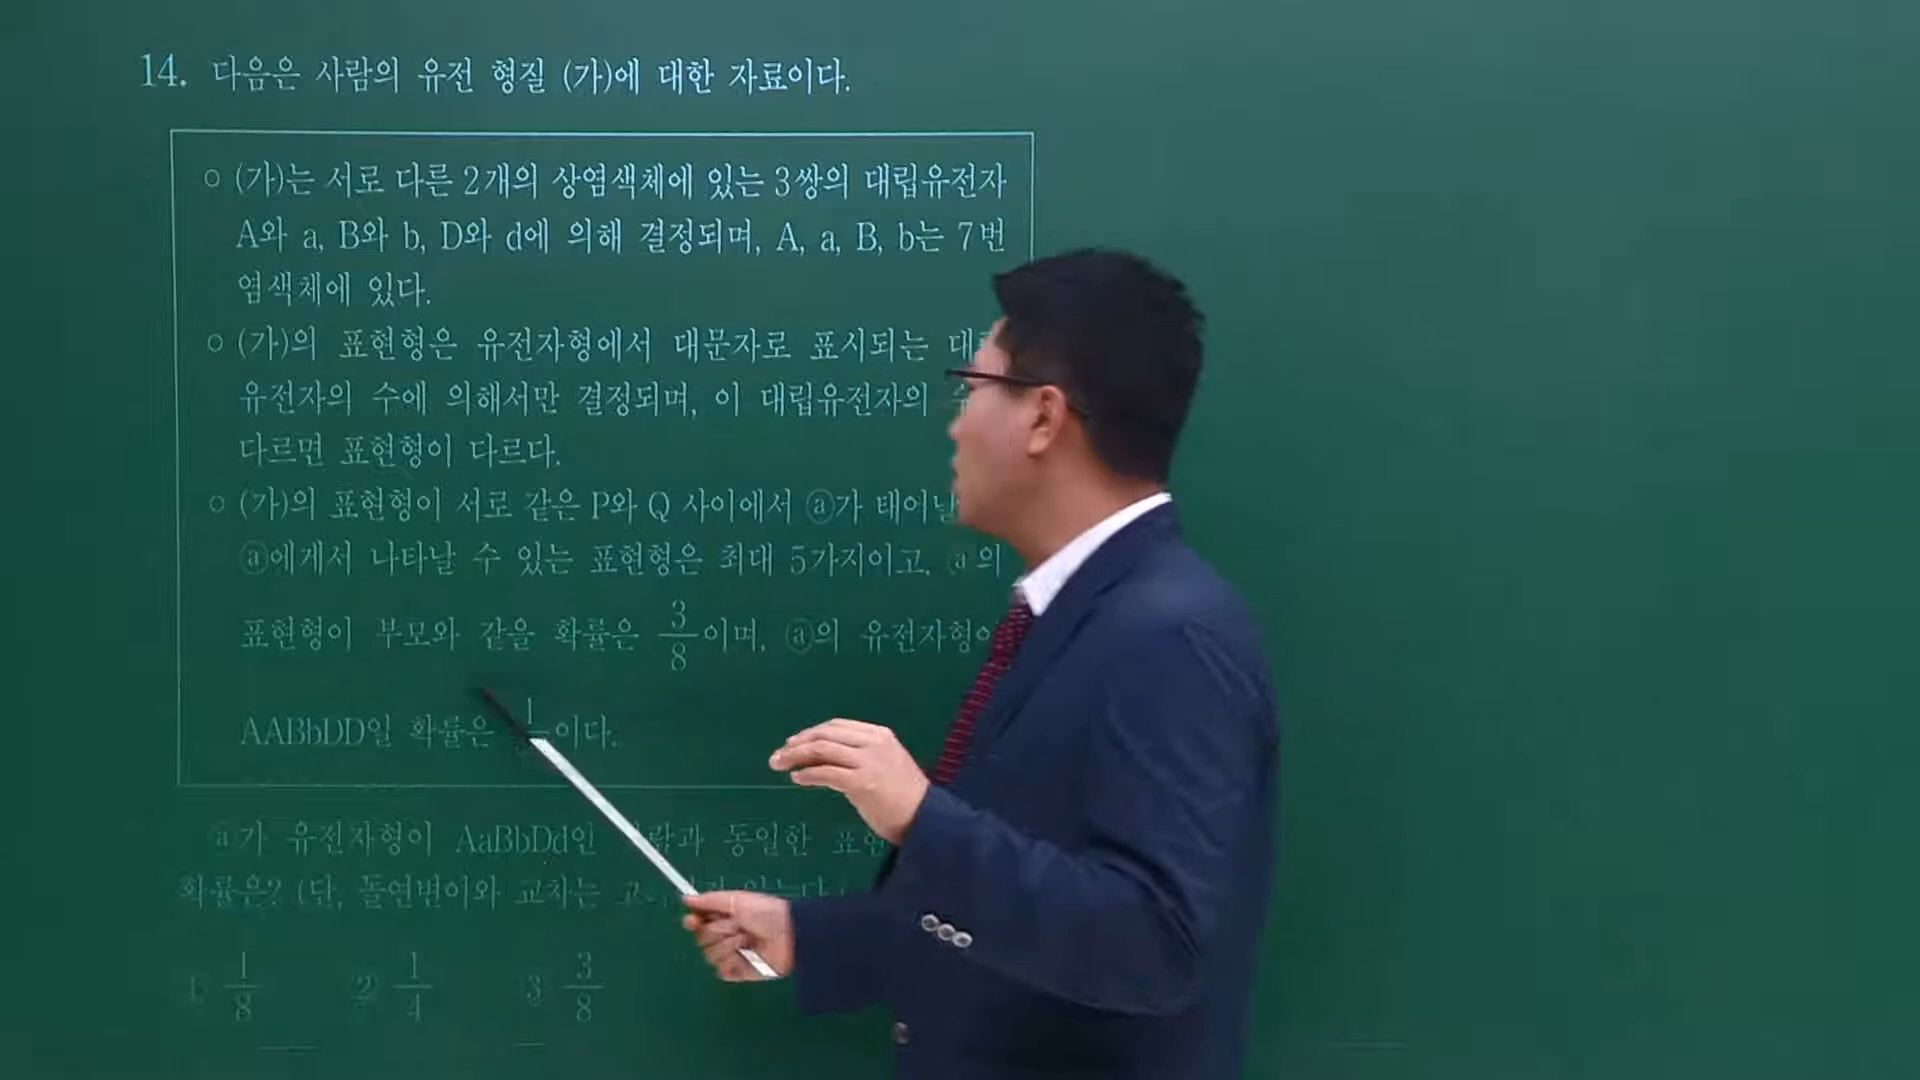 14. 다음은 사람의 유전 형질 (가)에 대한 자료이다.
○ (가)는 서로 다른 2개의 상염색체에 있는 3쌍의 대립유전자
A와 a, B와 b, D와 d에 의해 결정되며, A, a, B, b는 7번
염색체에 있다.
○ (가)의 표현형은 유전자형에서 대문자로 표시되는
유전자의 수에 의해서만 결정되며, 이 대립유전자의
다르면 표현형이 다르다.
○ (가)의 표현형이 서로 같은 P와 Q 사이에서 ⓐ가
ⓐ에게서 나타날 수 있는 표현형은 최대 5가지이고, ⓐ의
표현형이 부모와 같을 확률은 3/8이며, ⓐ의 유전자형이
AABbDD일 확률은 이다.
ⓐ가 유전자형이 AaBbDd인 동일한
확률은? (단, 돌연변이와 교차는
① 1/8 ② 1/4 ③ 3/8